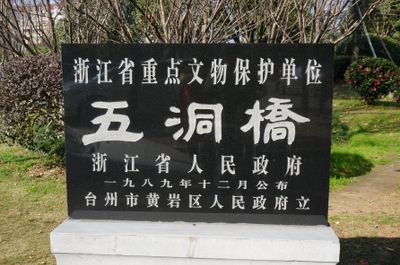 浙江省重点文物保护单位
五洞橋
浙江省人民政府
一九八九年十二月公布
台州市黄岩区人民政府立